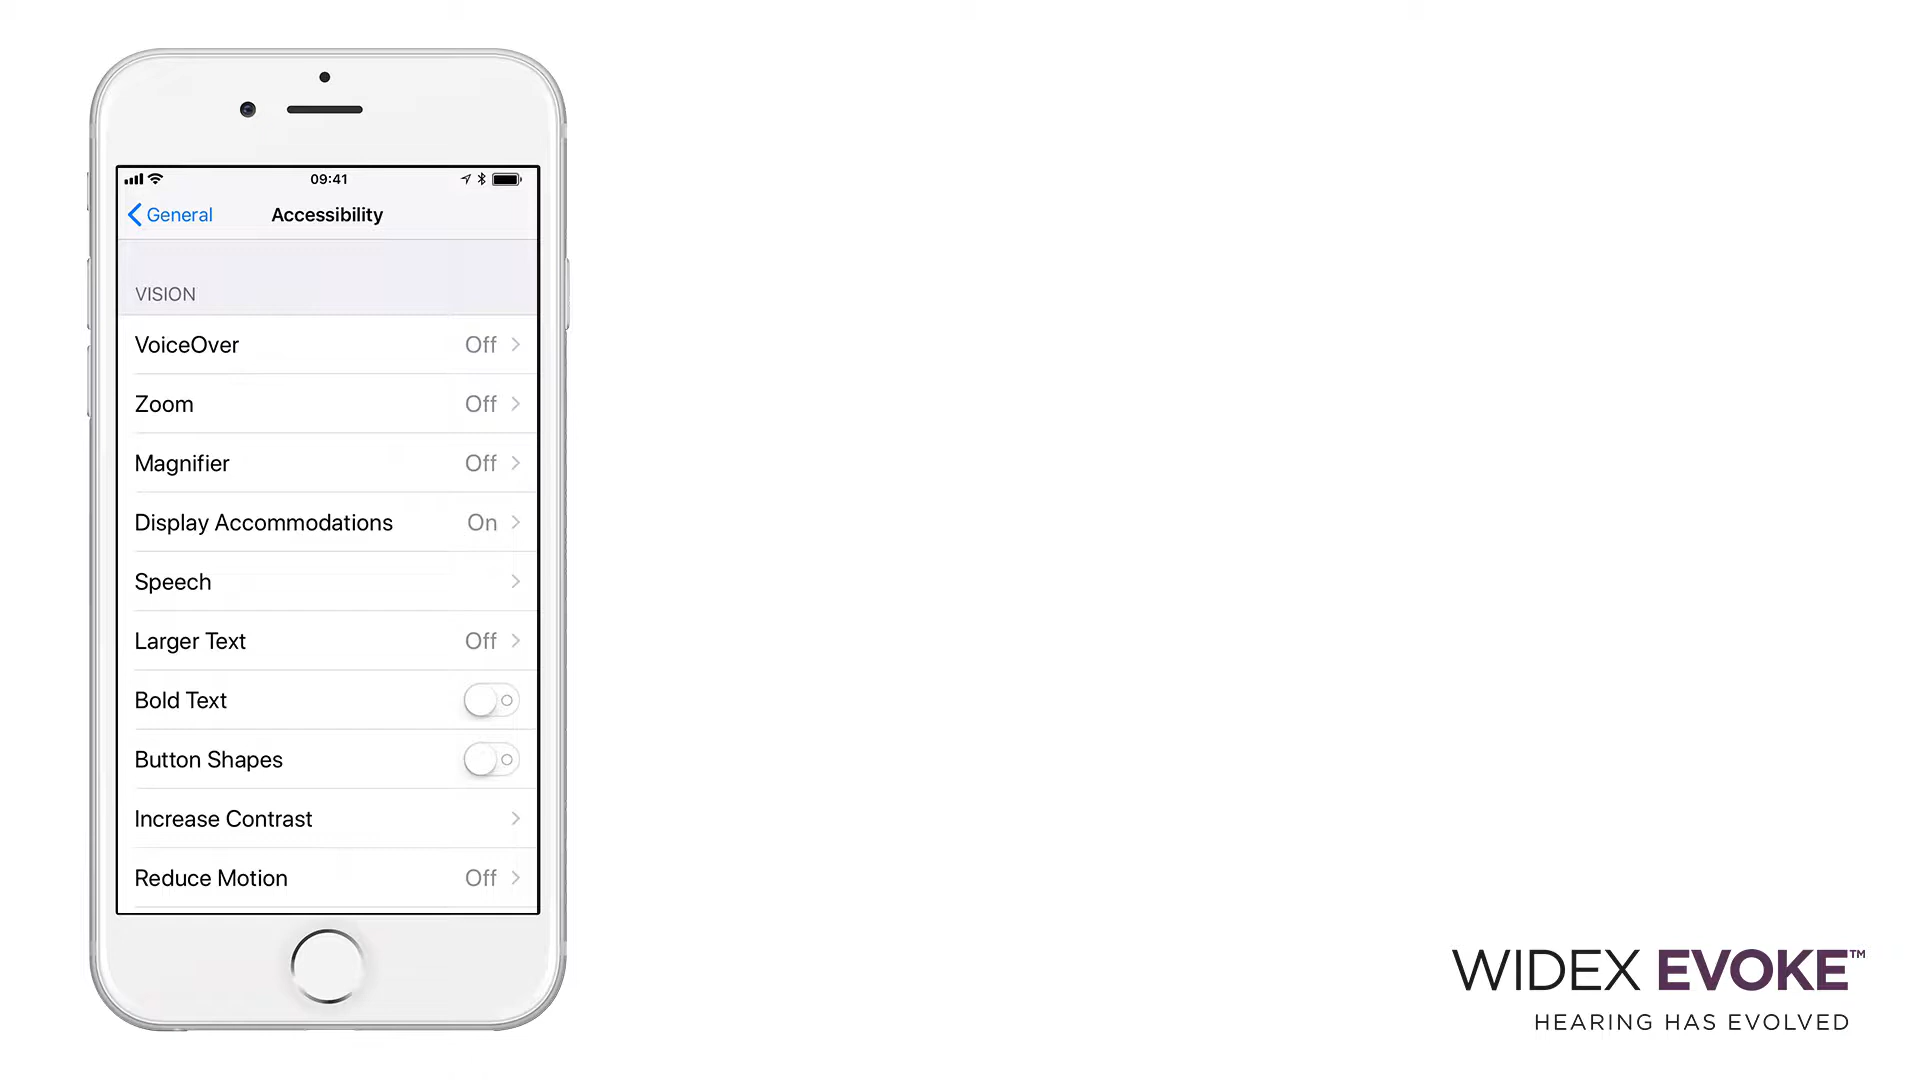 09:41
General Accessibility
VISION
VoiceOver Off
Zoom Off
Magnifier Off
Display Accommodations On
Speech
Larger Text Off
Bold Text
Button Shapes
Increase Contrast
Reduce Motion Off
WIDEX EVOKE™
HEARING HAS EVOLVED